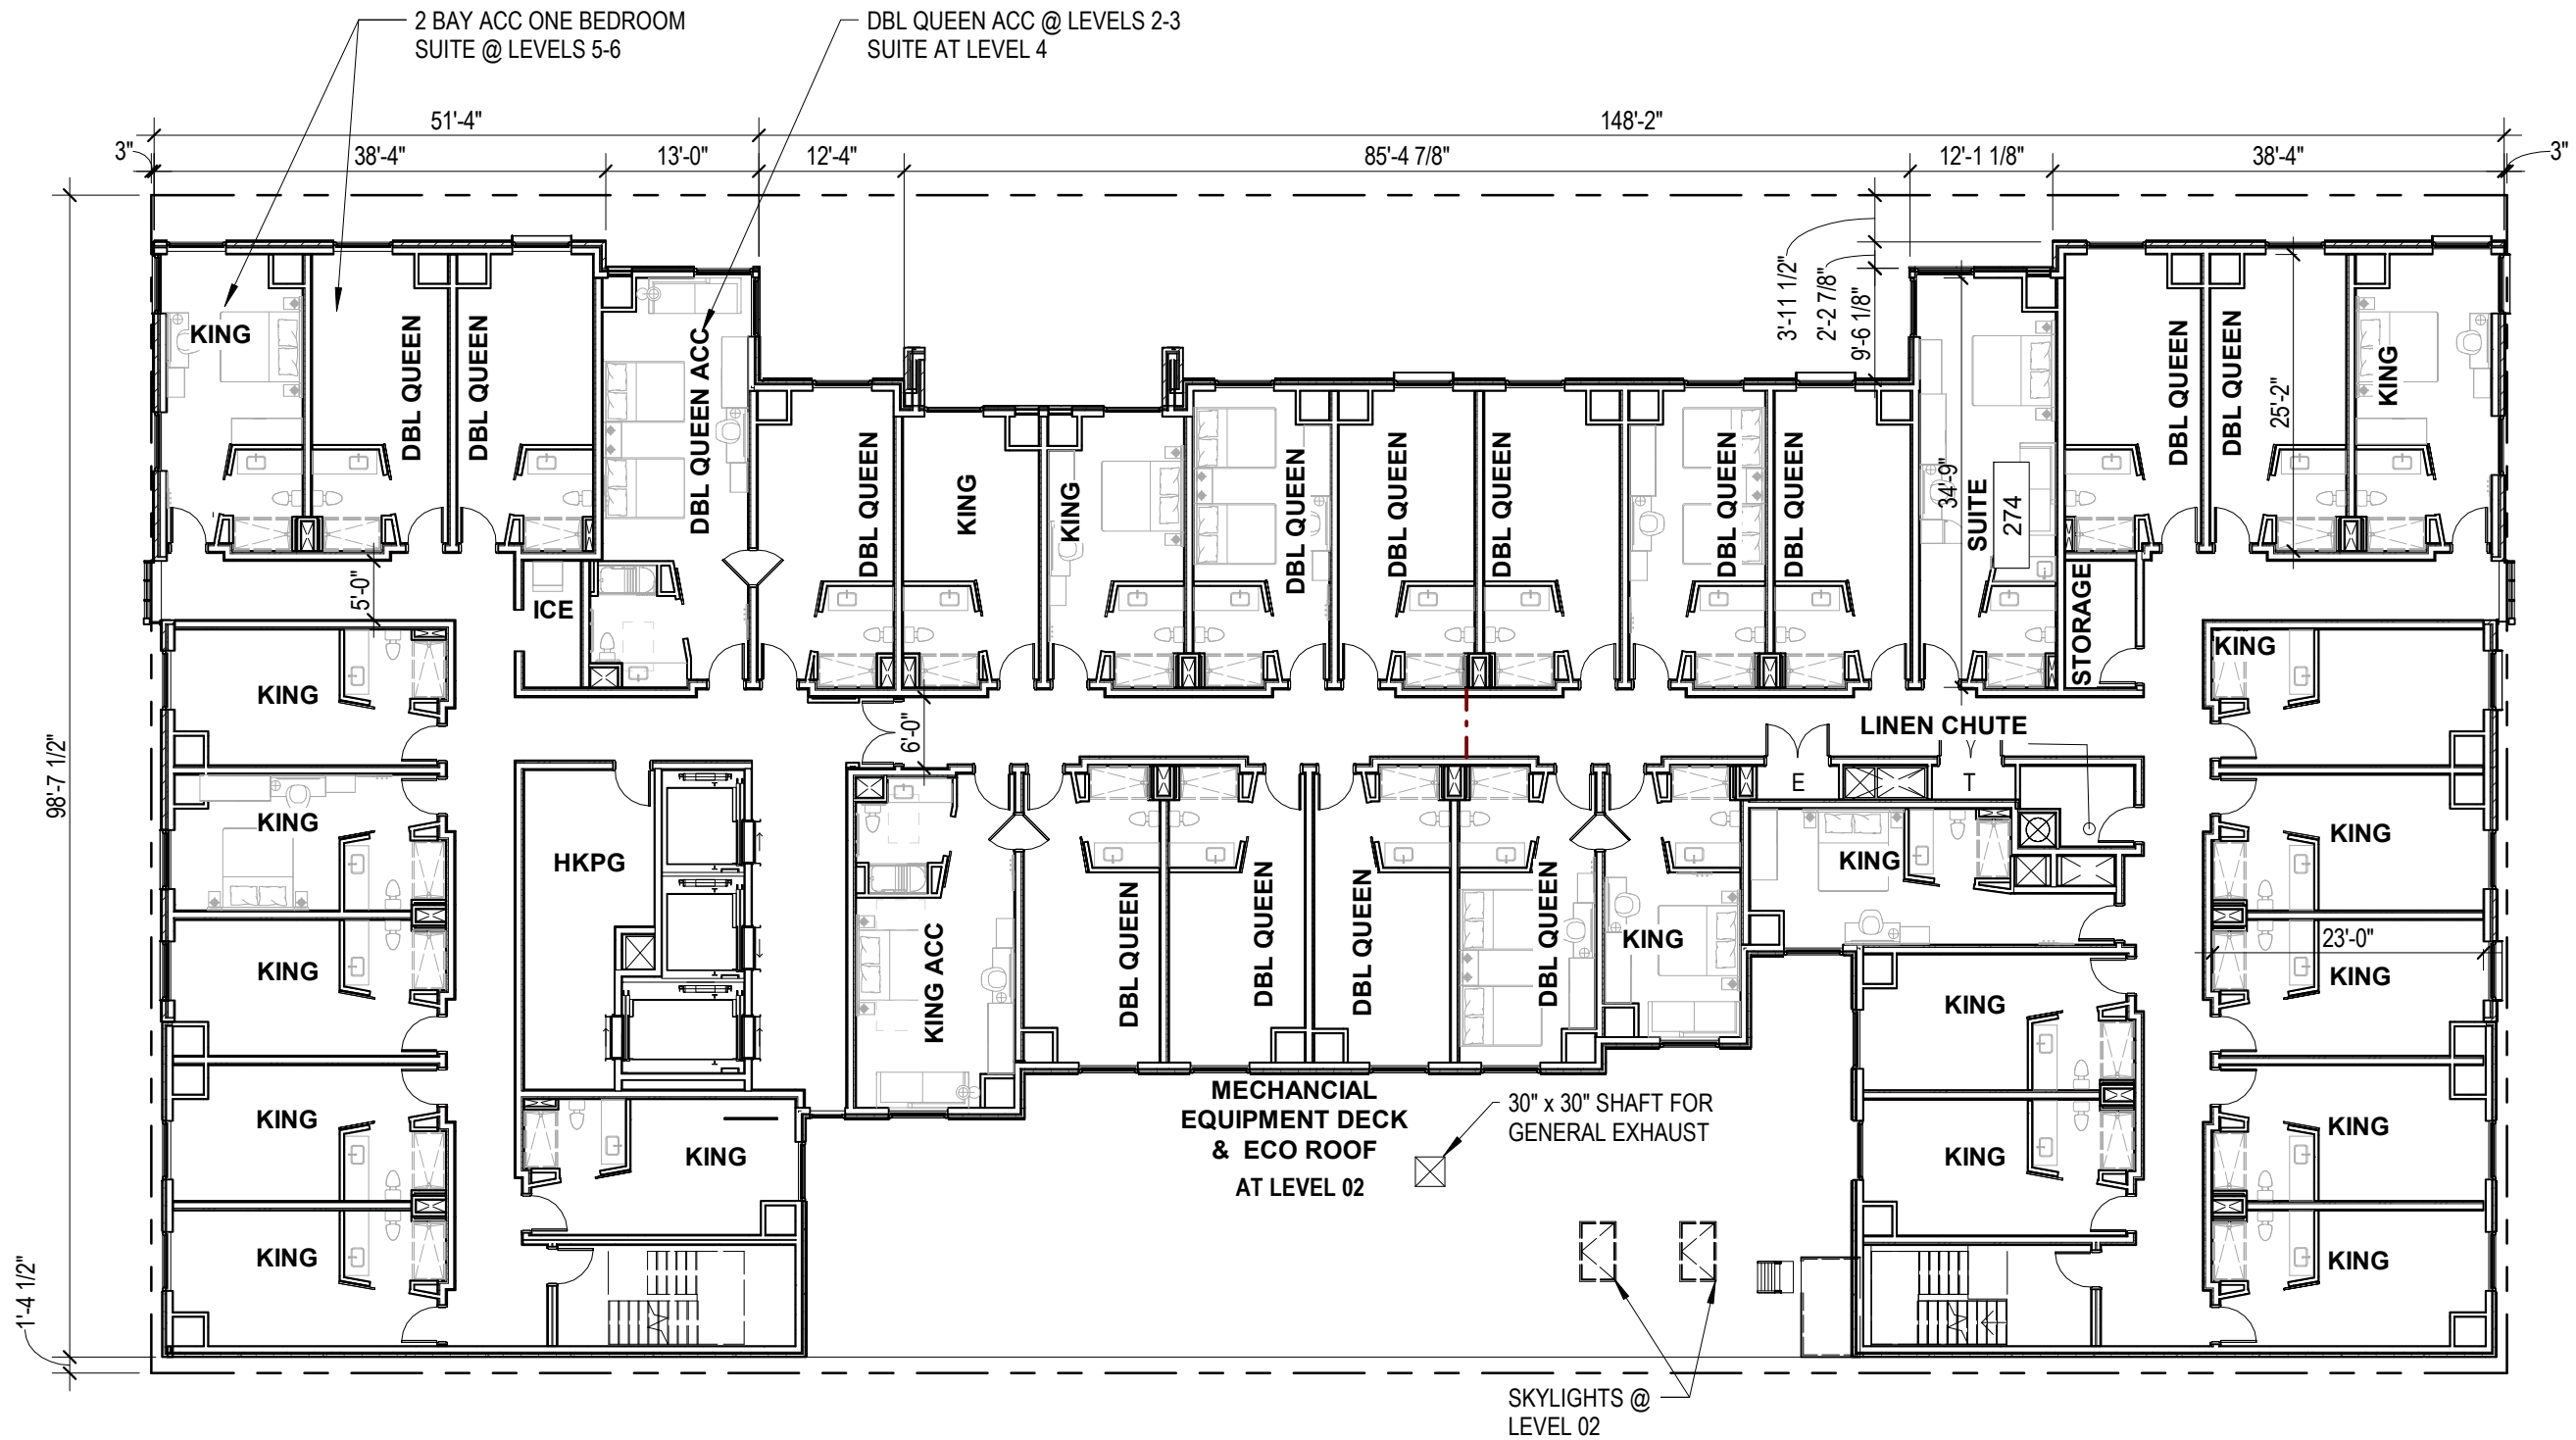 2 BAY ACC ONE BEDROOM
SUITE @ LEVELS 5-6
DBL QUEEN ACC @ LEVELS 2-3
SUITE AT LEVEL 4
51'-4"
148'-2"
3"
38'-4"
13'-0"
12'-4"
85'-4 7/8"
12'-1 1/8"
38'-4"
3"
3'-11 1/2"
2'-2 7/8"
9'-6 1/8"
KING
DBL QUEEN
DBL QUEEN
DBL QUEEN ACC
DBL QUEEN
KING
KING
DBL QUEEN
DBL QUEEN
DBL QUEEN
DBL QUEEN
DBL QUEEN
34'-9"
SUITE
274
DBL QUEEN
DBL QUEEN
25'-2"
KING
5'-0"
ICE
STORAGE
KING
KING
6'-0"
LINEN CHUTE
E
T
98'-7 1/2"
KING
HKPG
KING
KING
KING
KING ACC
DBL QUEEN
DBL QUEEN
DBL QUEEN
DBL QUEEN
KING
23'-0"
KING
KING
KING
KING
MECHANCIAL
EQUIPMENT DECK
& ECO ROOF
AT LEVEL 02
30" x 30" SHAFT FOR
GENERAL EXHAUST
KING
KING
KING
KING
KING
1'-4 1/2"
SKYLIGHTS @
LEVEL 02